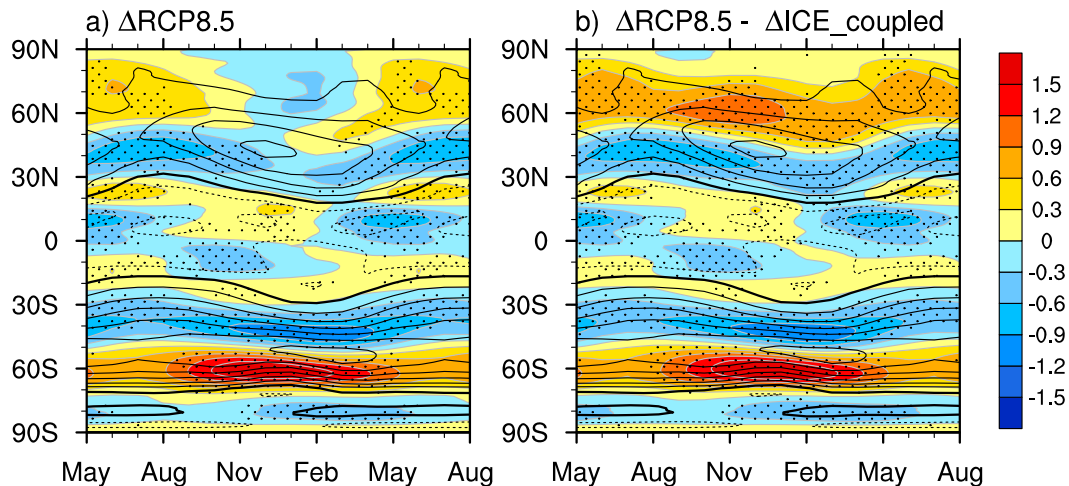 a) ΔRCP8.5
b) ΔRCP8.5 - ΔICE_coupled
90N
60N
30N
0
30S
60S
90S
May Aug Nov Feb May Aug
90N
60N
30N
0
30S
60S
90S
May Aug Nov Feb May Aug
1.5
1.2
0.9
0.6
0.3
0
-0.3
-0.6
-0.9
-1.2
-1.5